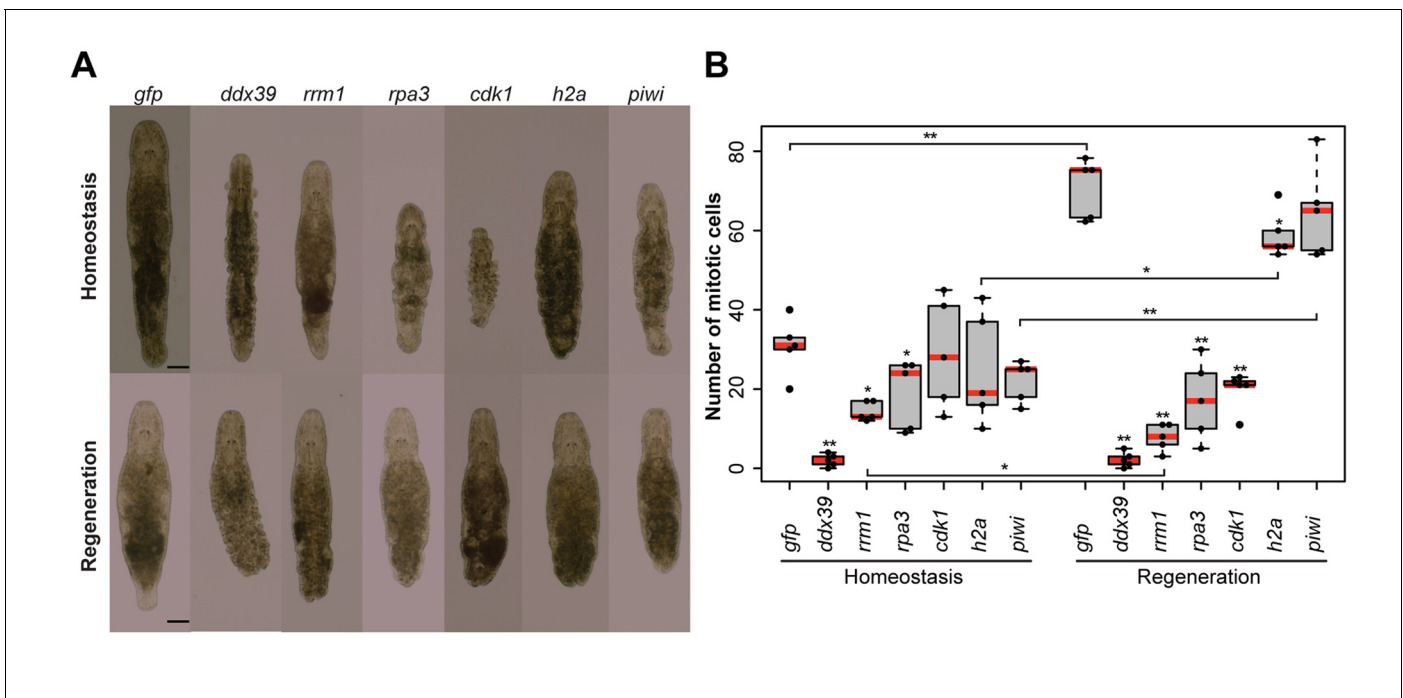 A
B
gfp ddx39 rrm1 rpa3 cdk1 h2a piwi
Homeostasis
Regeneration
Number of mitotic cells
80
60
40
20
0
**
*
**
*
**
*
*
**
**
**
**
*
*
gfp ddx39 rrm1 rpa3 cdk1 h2a piwi gfp ddx39 rrm1 rpa3 cdk1 h2a piwi
Homeostasis Regeneration